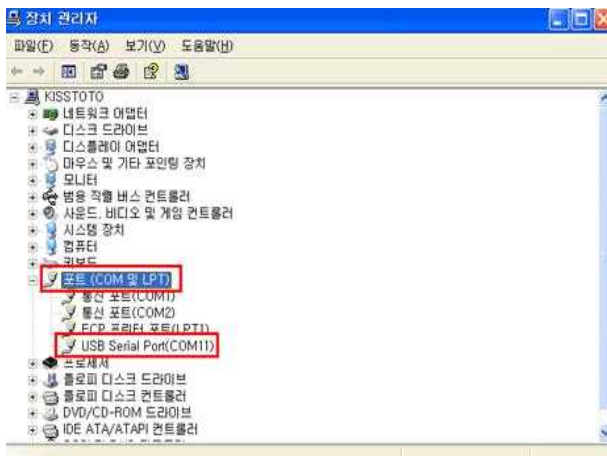 장치 관리자
파일(F) 동작(A) 보기(V) 도움말(H)
KISSTOTO
네트워크 어댑터
디스크 드라이브
디스플레이 어댑터
마우스 및 기타 포인팅 장치
모니터
범용 직렬 버스 컨트롤러
사운드, 비디오 및 게임 컨트롤러
시스템 장치
컴퓨터
키보드
포트 (COM 및 LPT)
통신 포트(COM1)
통신 포트(COM2)
ECP 프린터 포트(LPT1)
USB Serial Port(COM11)
프로세서
플로피 디스크 드라이브
플로피 디스크 컨트롤러
DVD/CD-ROM 드라이브
IDE ATA/ATAPI 컨트롤러